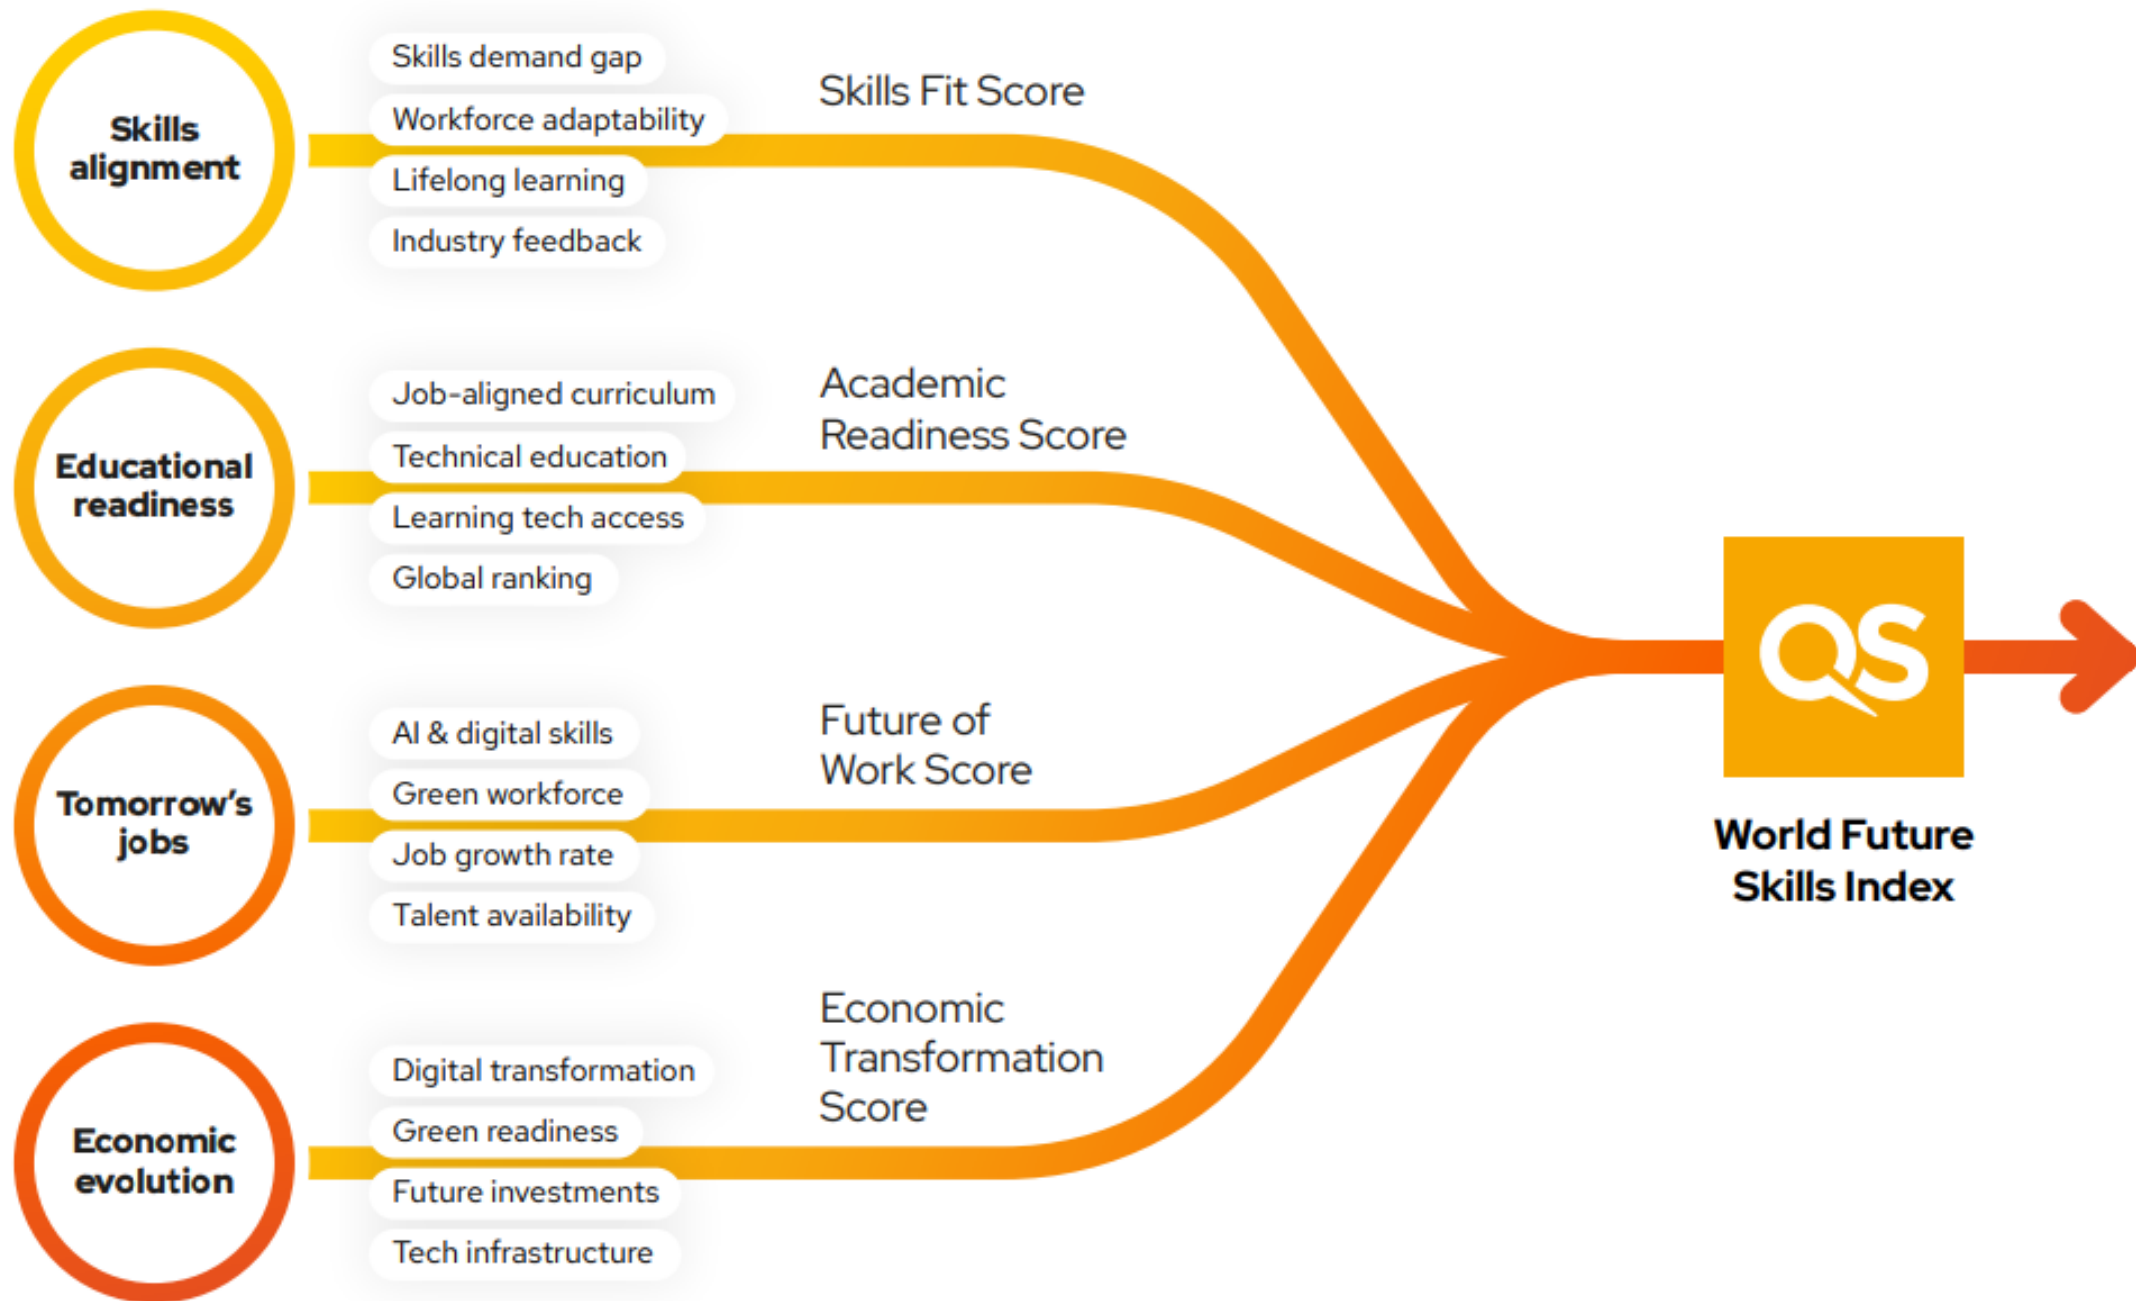 Skills
alignment
Skills demand gap
Workforce adaptability
Lifelong learning
Industry feedback
Skills Fit Score
Educational
readiness
Job-aligned curriculum
Technical education
Learning tech access
Global ranking
Academic
Readiness Score
Tomorrow's
jobs
AI & digital skills
Green workforce
Job growth rate
Talent availability
Future of
Work Score
Economic
evolution
Digital transformation
Green readiness
Future investments
Tech infrastructure
Economic
Transformation
Score
QS
World Future
Skills Index